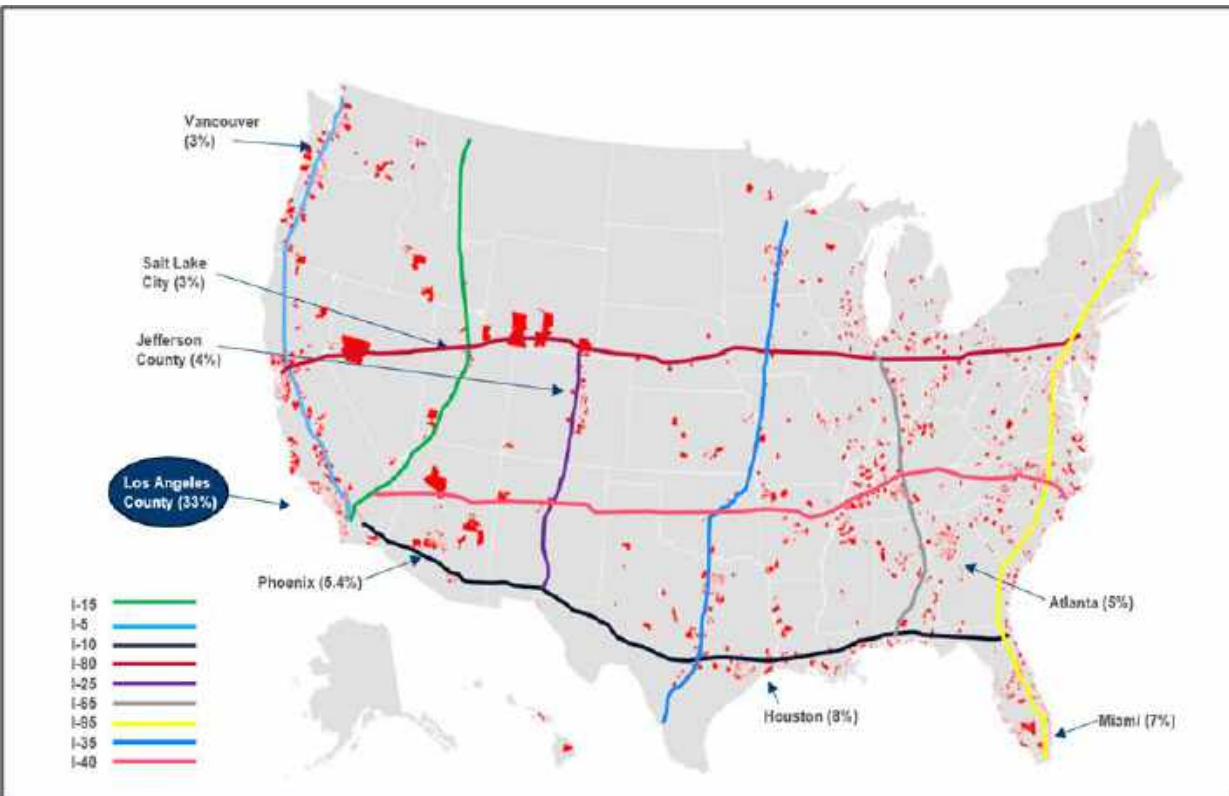 Vancouver
(3%)
Salt Lake
City (3%)
Jefferson
County (4%)
Los Angeles
County (33%)
Phoenix (5.4%)
Atlanta (5%)
Houston (8%)
Miami (7%)
I-15
I-5
I-10
I-80
I-25
I-65
I-95
I-35
I-40